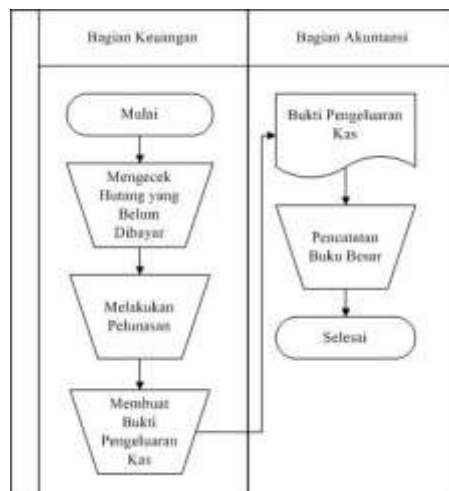 Bagian Keuangan
Bagian Akuntansi
Mulai
Mengecek
Hutang yang
Belum
Dibayar
Melakukan
Pelunasan
Membuat
Bukti
Pengeluaran
Kas
Bukti Pengeluaran
Kas
Pencatatan
Buku Besar
Selesai